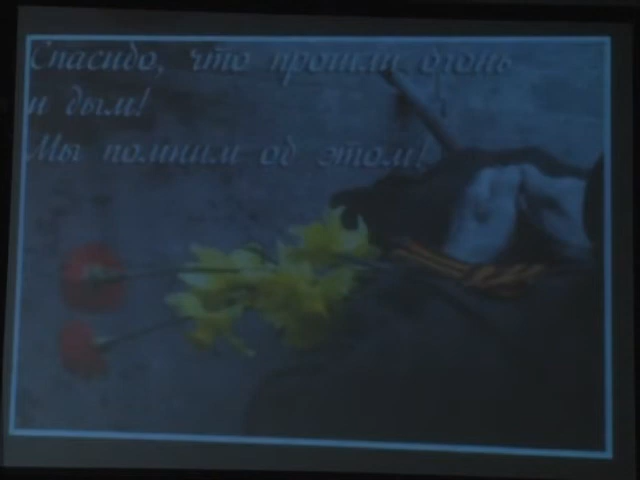 Спасибо, что прошли огонь
и дым!
Мы помним об этом!